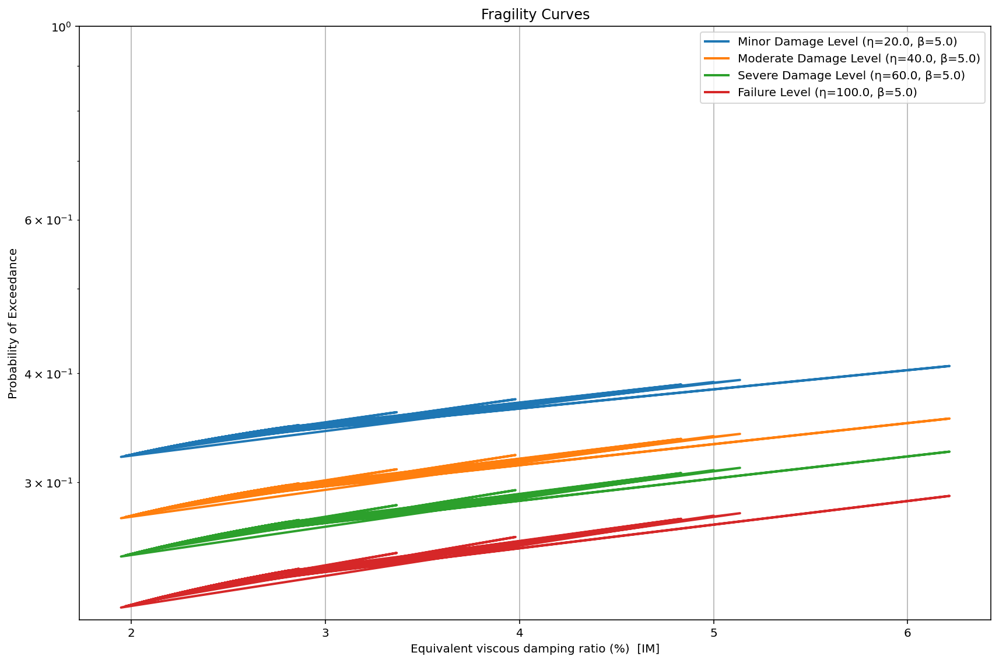 Fragility Curves
10⁰
6 × 10⁻¹
4 × 10⁻¹
3 × 10⁻¹
Probability of Exceedance
Minor Damage Level (η=20.0, β=5.0)
Moderate Damage Level (η=40.0, β=5.0)
Severe Damage Level (η=60.0, β=5.0)
Failure Level (η=100.0, β=5.0)
2 3 4 5 6
Equivalent viscous damping ratio (%)  [IM]